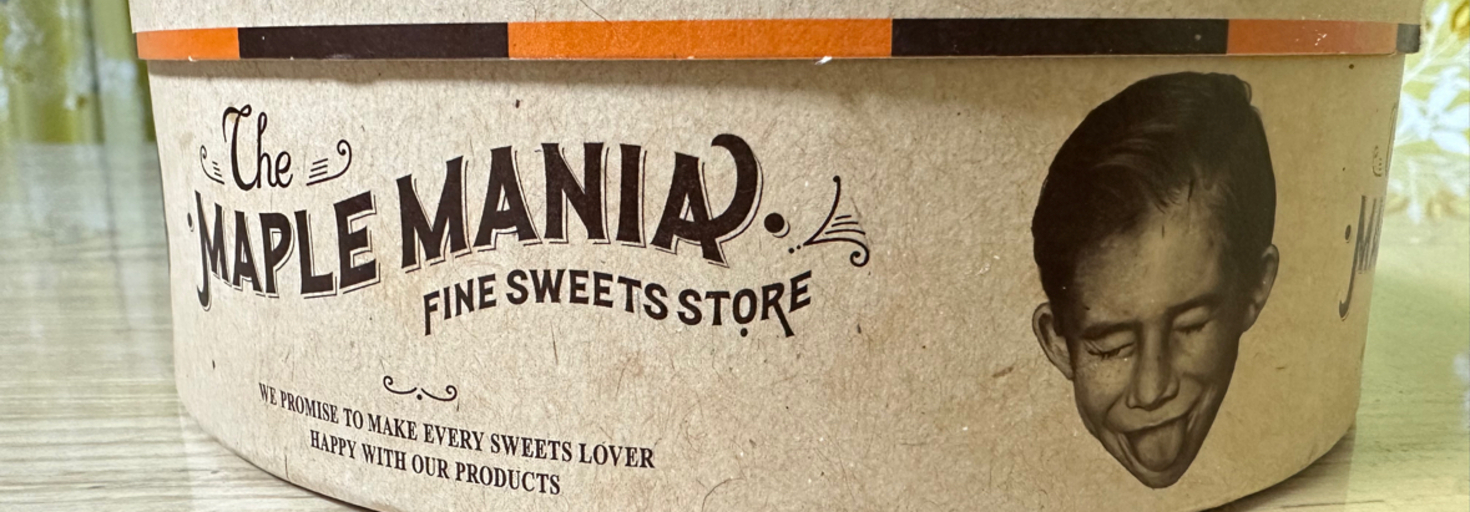 The
MAPLE MANIA
FINE SWEETS STORE
WE PROMISE TO MAKE EVERY SWEETS LOVER
HAPPY WITH OUR PRODUCTS